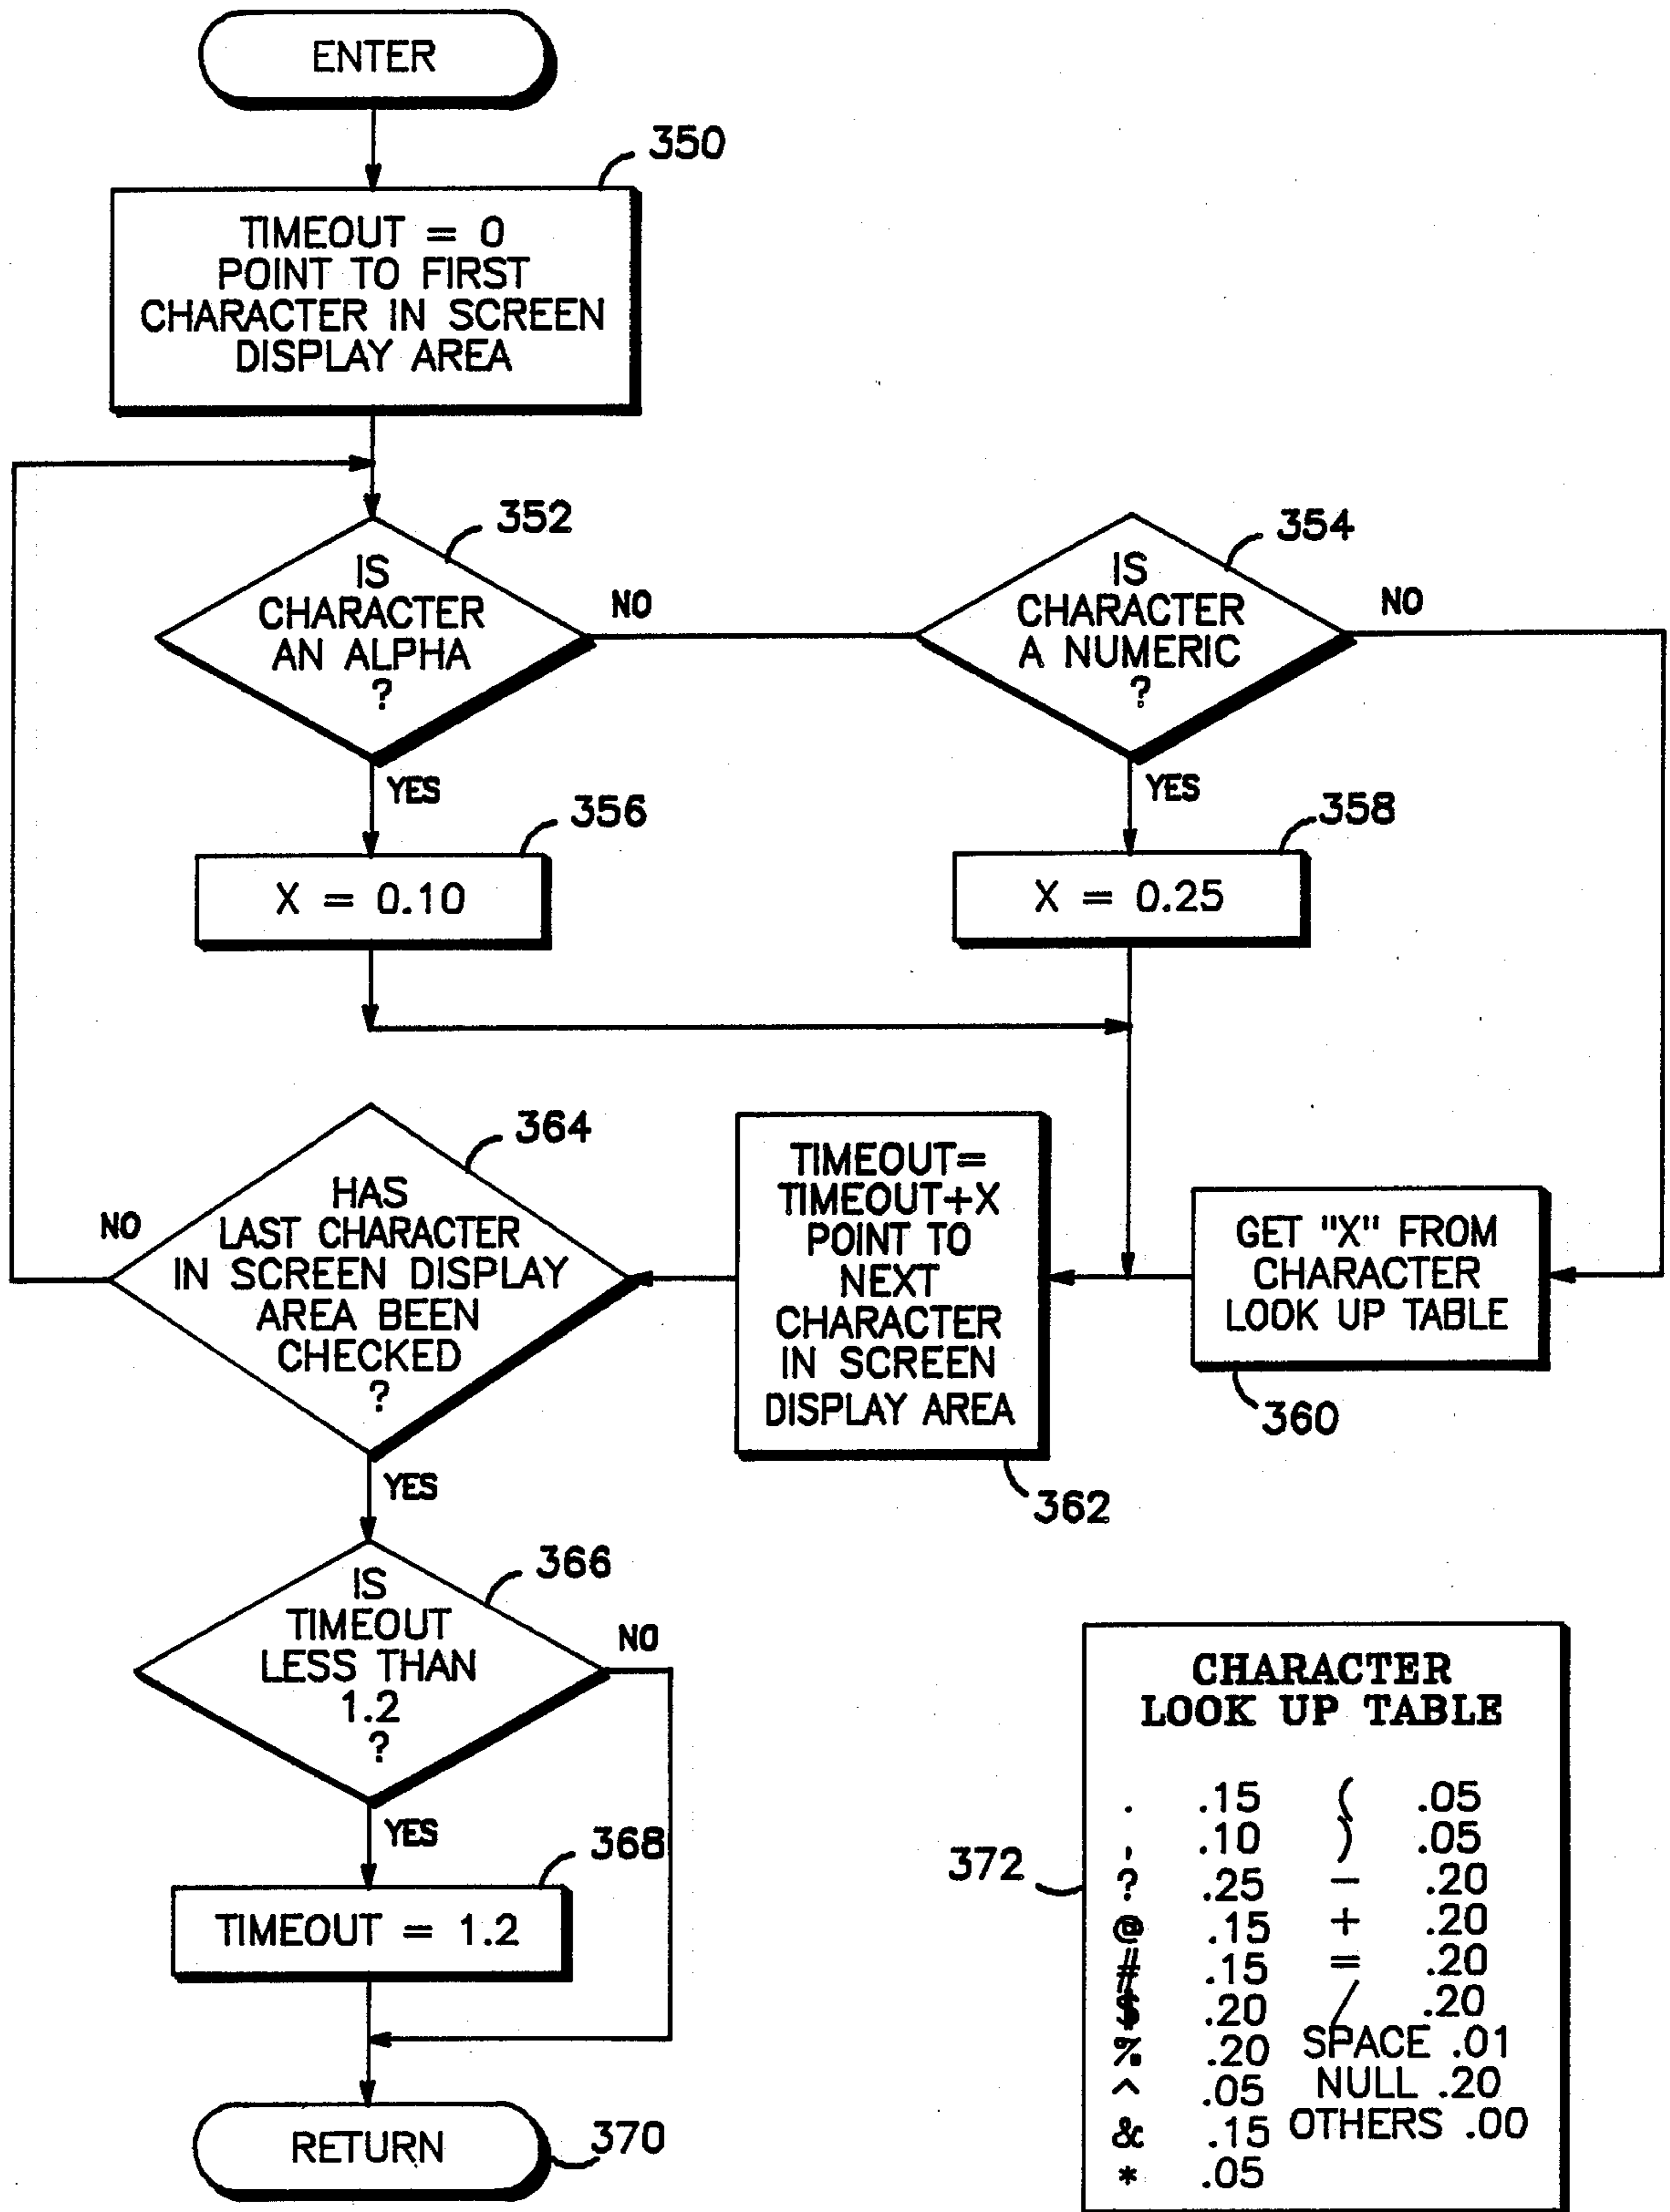 ENTER
350
TIMEOUT = 0
POINT TO FIRST
CHARACTER IN SCREEN
DISPLAY AREA
352
IS
CHARACTER
AN ALPHA
?
NO
YES
354
IS
CHARACTER
A NUMERIC
?
NO
YES
356
X = 0.10
358
X = 0.25
364
HAS
LAST CHARACTER
IN SCREEN DISPLAY
AREA BEEN
CHECKED
?
NO
YES
TIMEOUT=
TIMEOUT+X
POINT TO
NEXT
CHARACTER
IN SCREEN
DISPLAY AREA
362
GET "X" FROM
CHARACTER
LOOK UP TABLE
360
366
IS
TIMEOUT
LESS THAN
1.2
?
NO
YES
368
TIMEOUT = 1.2
RETURN
370
372
CHARACTER
LOOK UP TABLE
. .15 ( .05
, .10 ) .05
? .25 − .20
@ .15 + .20
# .15 = .20
$ .20 / .20
% .20 SPACE .01
^ .05 NULL .20
& .15 OTHERS .00
* .05